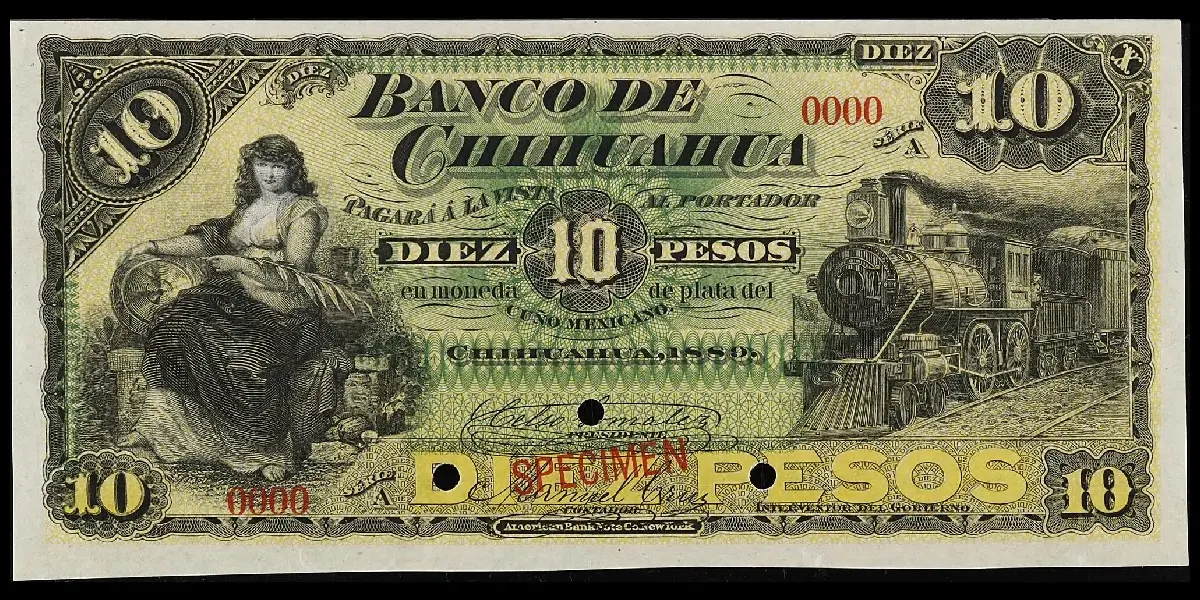 10
DIEZ
DIEZ
10
BANCO DE
CHIHUAHUA
0000
SERIE
A
PAGARÁ Á LA VISTA AL PORTADOR
DIEZ 10 PESOS
en moneda de plata del
CUÑO MEXICANO.
CHIHUAHUA, 1889.
PRESIDENTE
SPECIMEN
PESOS
10
0000
SERIE
A
INTERVENTOR DEL GOBIERNO
10
American Bank Note Co. New York